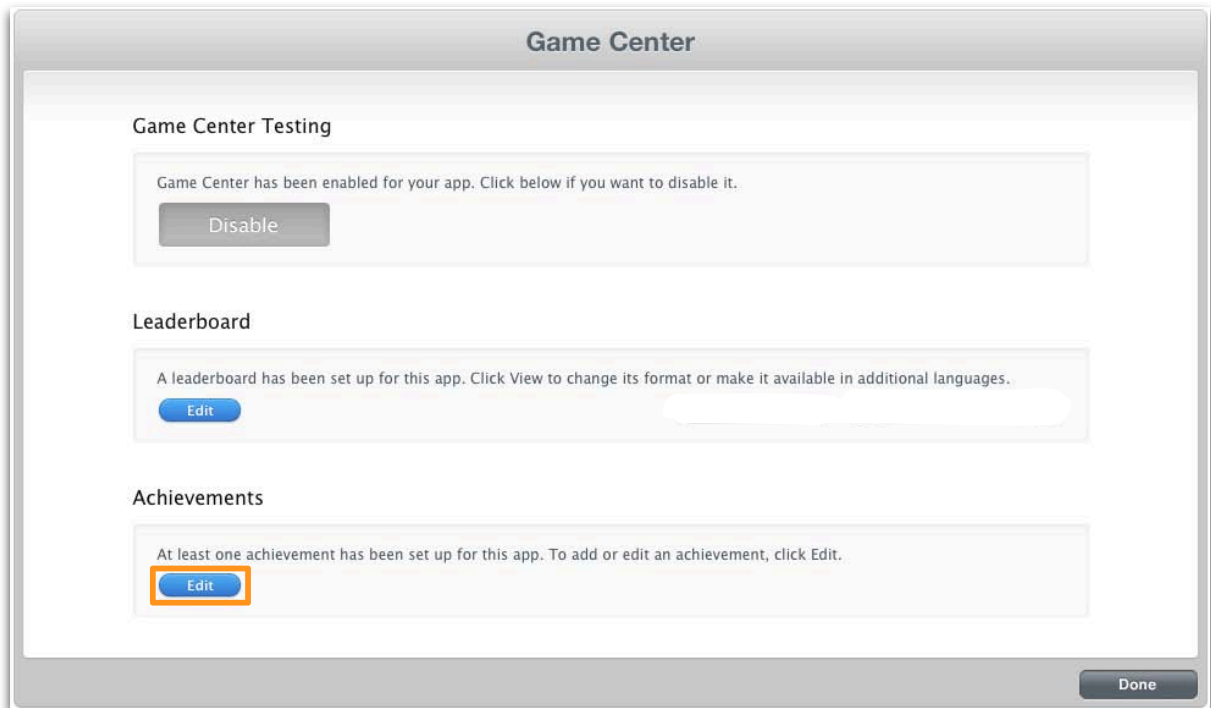 Game Center
Game Center Testing
Game Center has been enabled for your app. Click below if you want to disable it.
Disable
Leaderboard
A leaderboard has been set up for this app. Click View to change its format or make it available in additional languages.
Edit
Achievements
At least one achievement has been set up for this app. To add or edit an achievement, click Edit.
Edit
Done